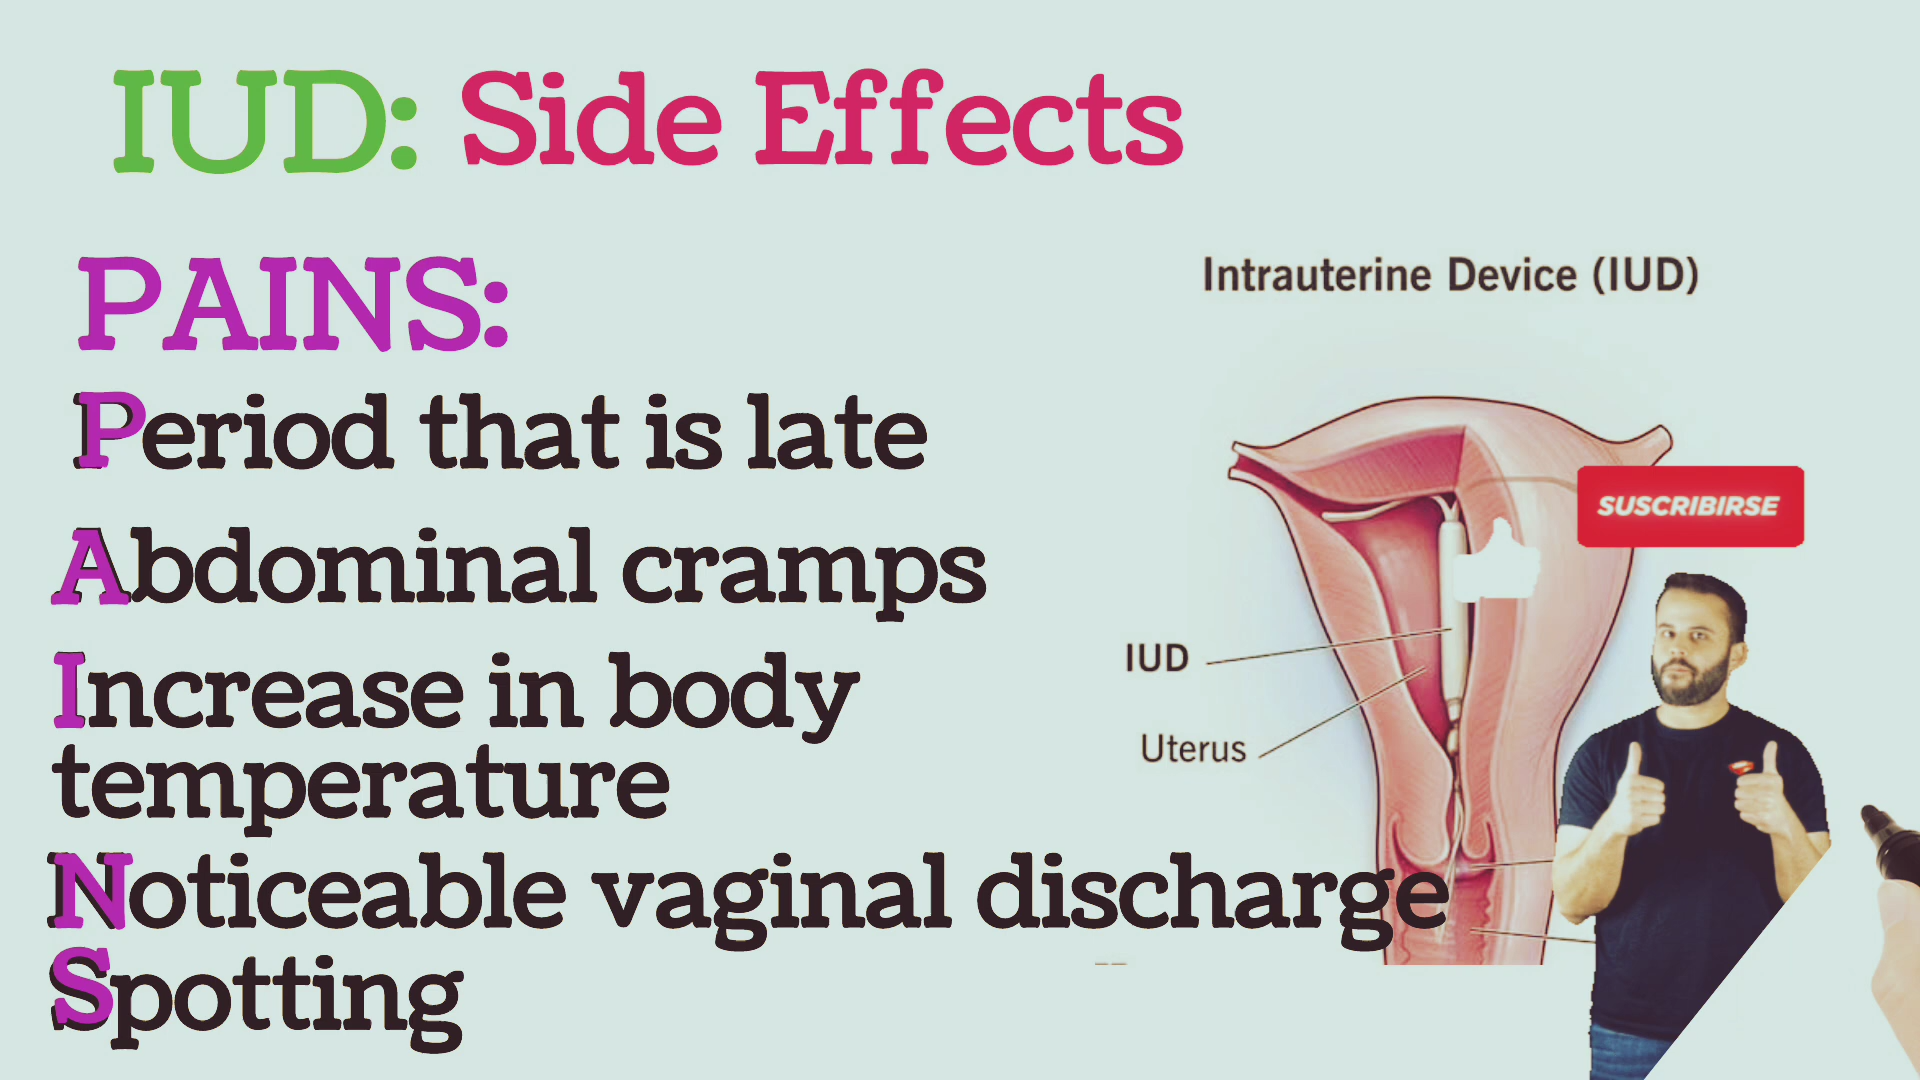 IUD: Side Effects
PAINS:
Period that is late
Abdominal cramps
Increase in body
temperature
Noticeable vaginal discharge
Spotting
Intrauterine Device (IUD)
SUSCRIBIRSE
IUD
Uterus